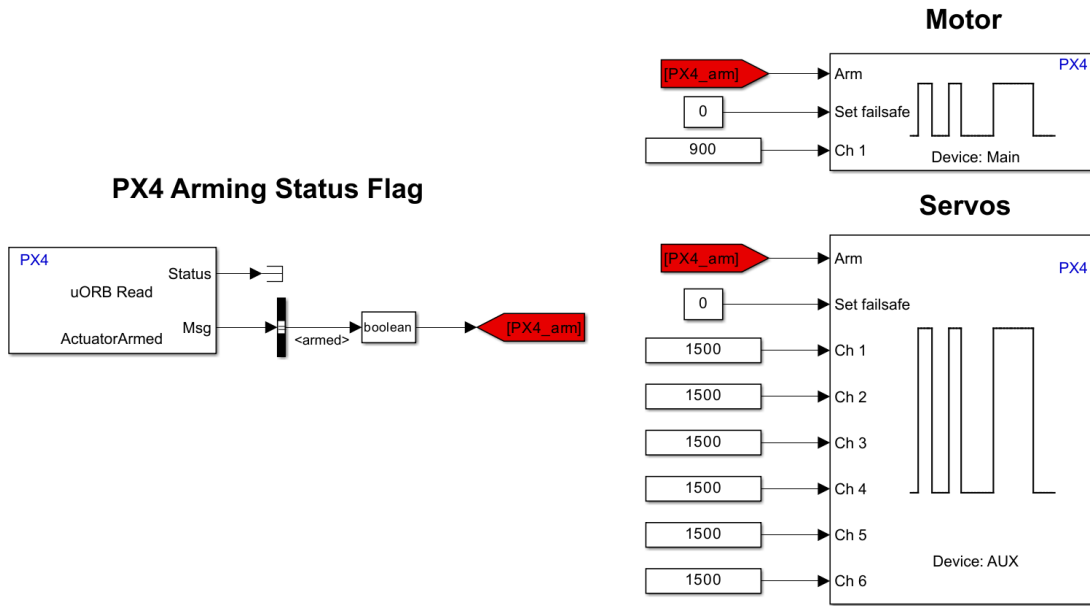 Motor
[PX4_arm]
Arm
PX4
0
Set failsafe
900
Ch 1
Device: Main
PX4 Arming Status Flag
PX4
uORB Read
ActuatorArmed
Status
Msg
<armed>
boolean
[PX4_arm]
Servos
[PX4_arm]
Arm
PX4
0
Set failsafe
1500
Ch 1
1500
Ch 2
1500
Ch 3
1500
Ch 4
1500
Ch 5
1500
Ch 6
Device: AUX